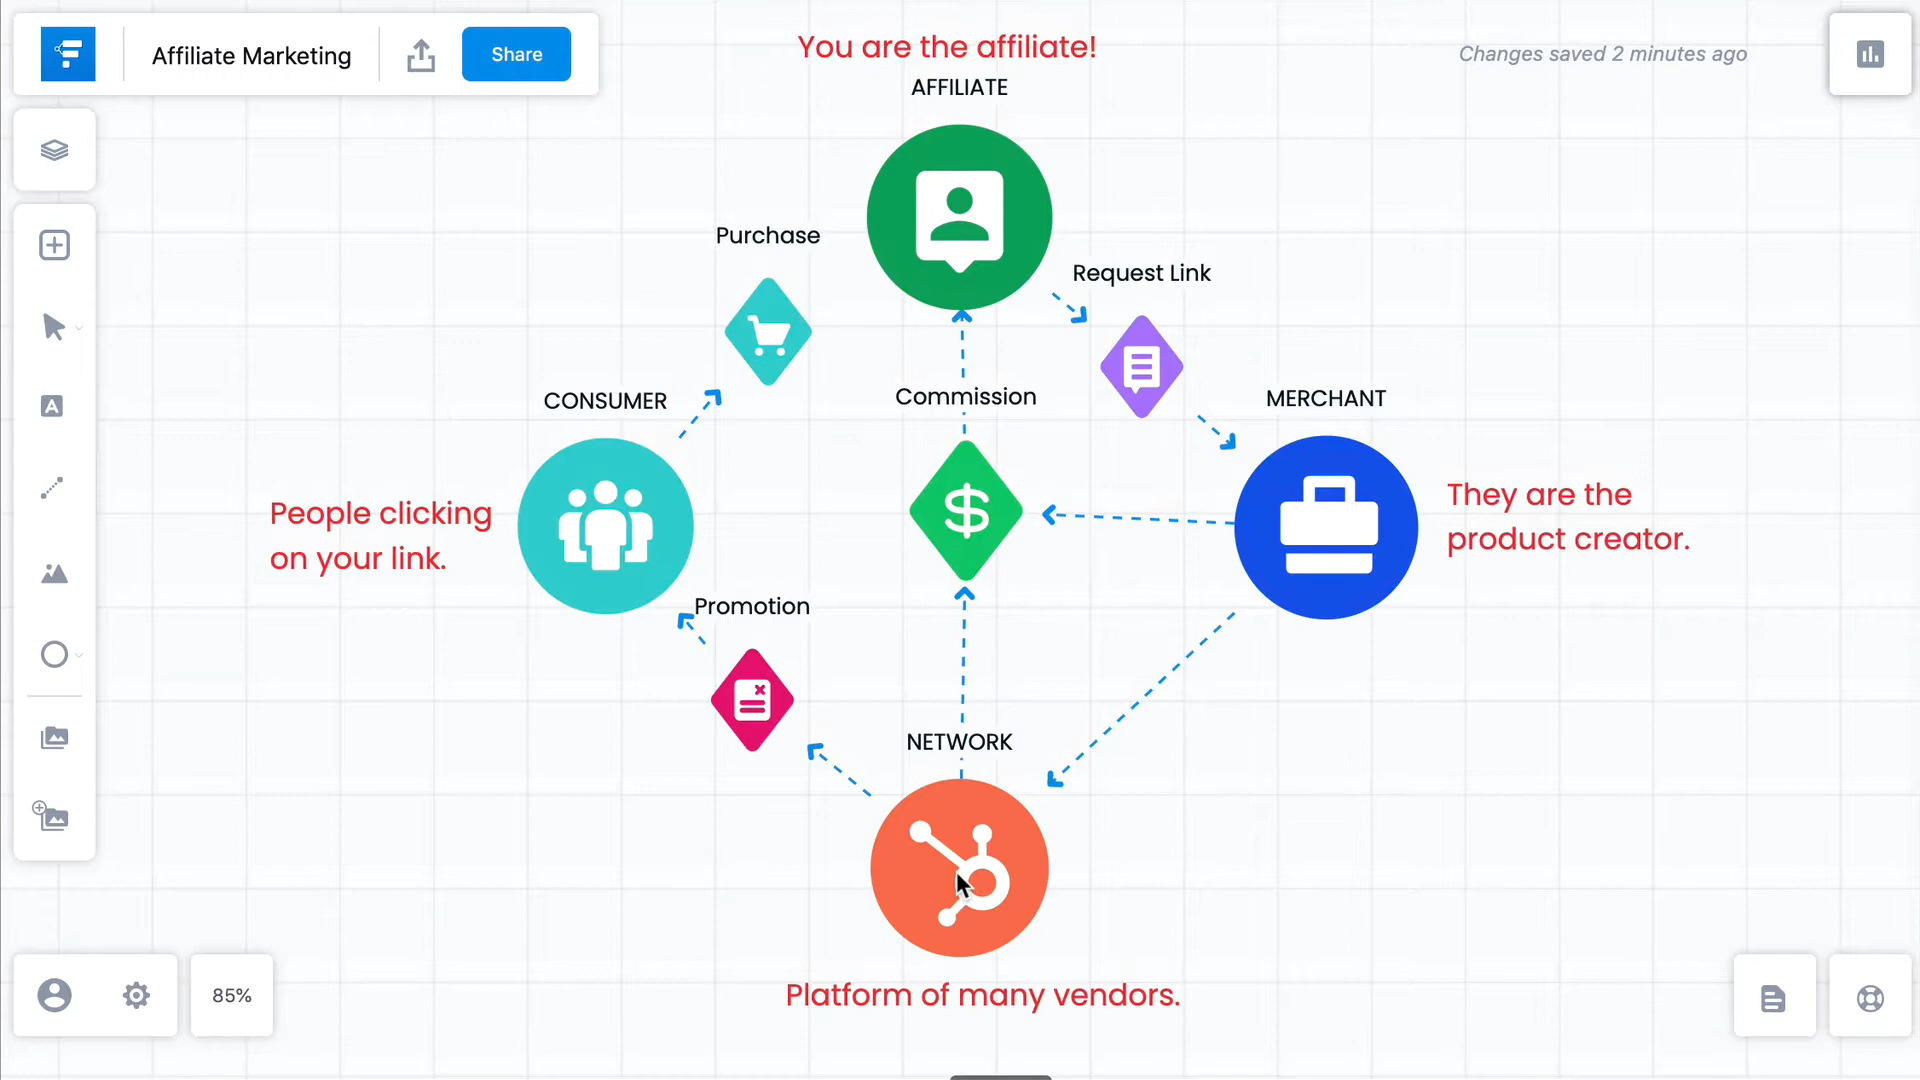 Affiliate Marketing
Share
You are the affiliate!
Changes saved 2 minutes ago
AFFILIATE
Purchase
Request Link
CONSUMER
Commission
MERCHANT
People clicking
on your link.
They are the
product creator.
Promotion
NETWORK
Platform of many vendors.
85%